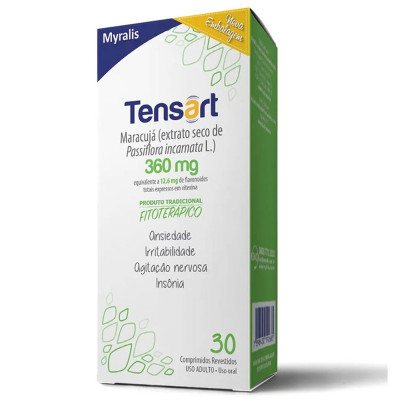 Myralis
Nova
Embalagem
Tensart
Maracujá (extrato seco de
Passiflora incarnata L.)
360 mg
equivalente a 12,6 mg de flavonoides
totais expressos em vitexina
PRODUTO TRADICIONAL
FITOTERÁPICO
Ansiedade
Irritabilidade
Agitação nervosa
Insônia
30
Comprimidos Revestidos
USO ADULTO - Uso oral